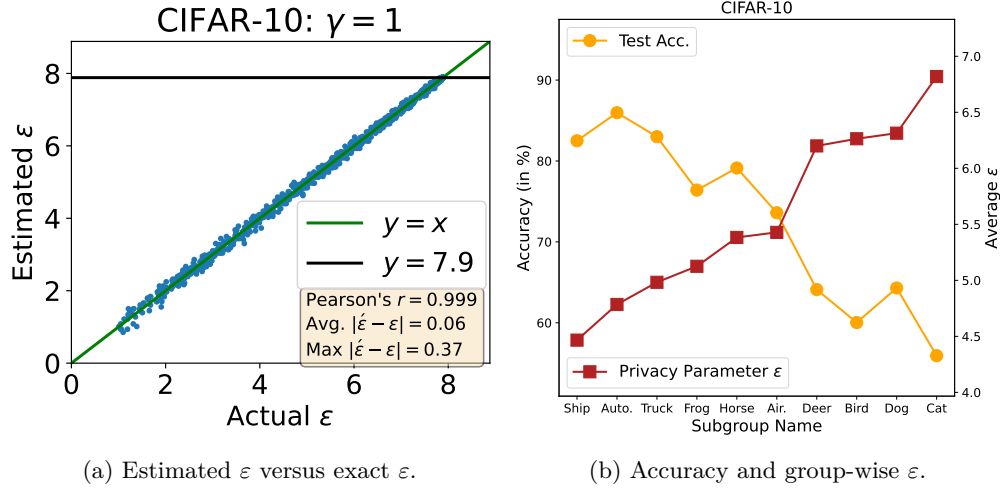 CIFAR-10: γ = 1
Estimated ε
8
6
4
2
0
y = x
y = 7.9
Pearson's r = 0.999
Avg. |έ − ε| = 0.06
Max |έ − ε| = 0.37
0 2 4 6 8
Actual ε
(a) Estimated ε versus exact ε.
CIFAR-10
Test Acc.
Accuracy (in %)
90
80
70
60
7.0
6.5
6.0
5.5
5.0
4.5
4.0
Average ε
Privacy Parameter ε
Ship Auto. Truck Frog Horse Air. Deer Bird Dog Cat
Subgroup Name
(b) Accuracy and group-wise ε.